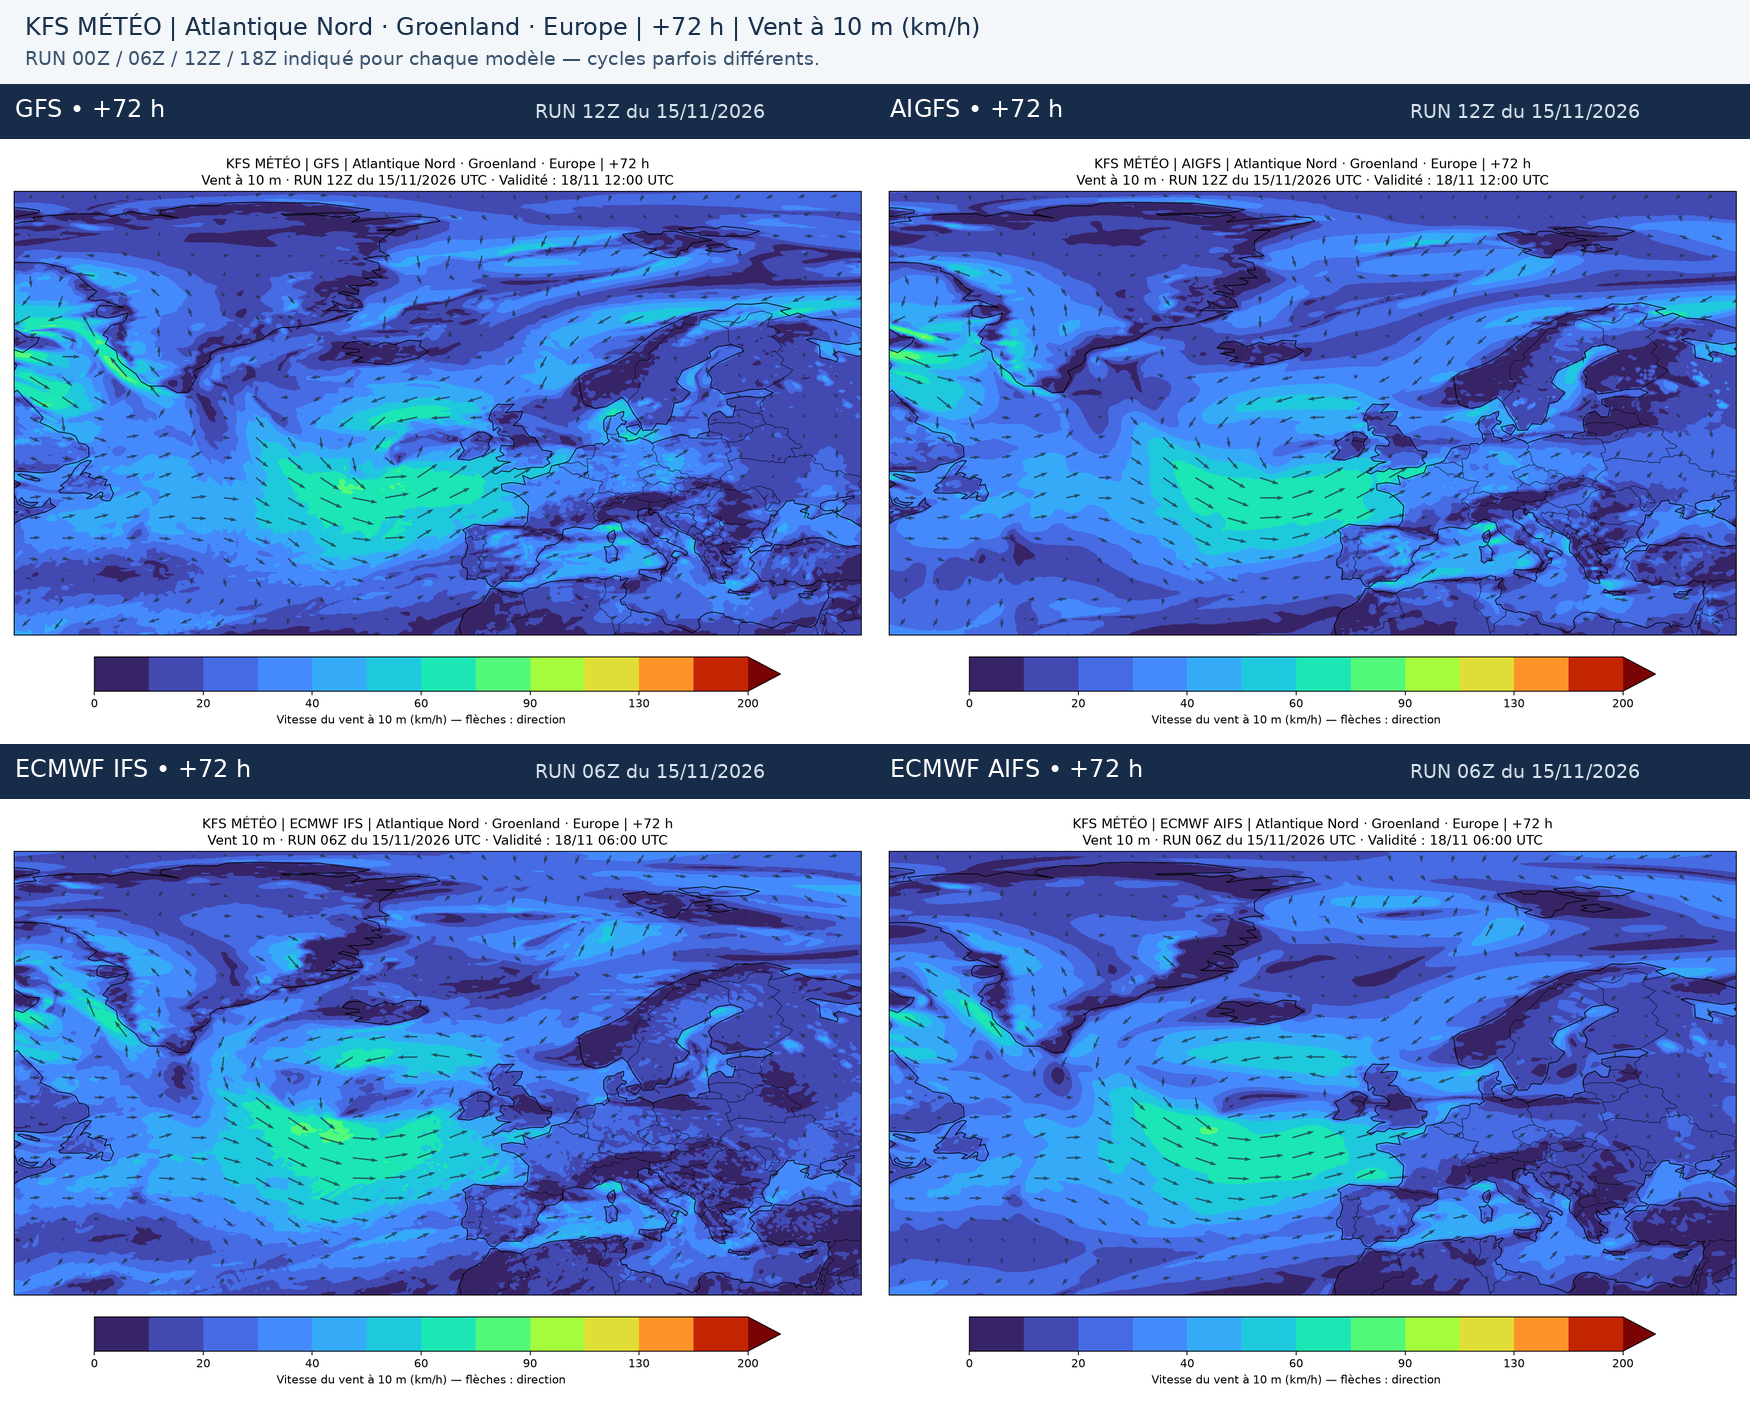 KFS MÉTÉO | Atlantique Nord · Groenland · Europe | +72 h | Vent à 10 m (km/h)
RUN 00Z / 06Z / 12Z / 18Z indiqué pour chaque modèle — cycles parfois différents.
GFS • +72 h
RUN 12Z du 15/11/2026
KFS MÉTÉO | GFS | Atlantique Nord · Groenland · Europe | +72 h
Vent à 10 m · RUN 12Z du 15/11/2026 UTC · Validité : 18/11 12:00 UTC
0 20 40 60 90 130 200
Vitesse du vent à 10 m (km/h) — flèches : direction
AIGFS • +72 h
RUN 12Z du 15/11/2026
KFS MÉTÉO | AIGFS | Atlantique Nord · Groenland · Europe | +72 h
Vent à 10 m · RUN 12Z du 15/11/2026 UTC · Validité : 18/11 12:00 UTC
0 20 40 60 90 130 200
Vitesse du vent à 10 m (km/h) — flèches : direction
ECMWF IFS • +72 h
RUN 06Z du 15/11/2026
KFS MÉTÉO | ECMWF IFS | Atlantique Nord · Groenland · Europe | +72 h
Vent 10 m · RUN 06Z du 15/11/2026 UTC · Validité : 18/11 06:00 UTC
0 20 40 60 90 130 200
Vitesse du vent à 10 m (km/h) — flèches : direction
ECMWF AIFS • +72 h
RUN 06Z du 15/11/2026
KFS MÉTÉO | ECMWF AIFS | Atlantique Nord · Groenland · Europe | +72 h
Vent 10 m · RUN 06Z du 15/11/2026 UTC · Validité : 18/11 06:00 UTC
0 20 40 60 90 130 200
Vitesse du vent à 10 m (km/h) — flèches : direction